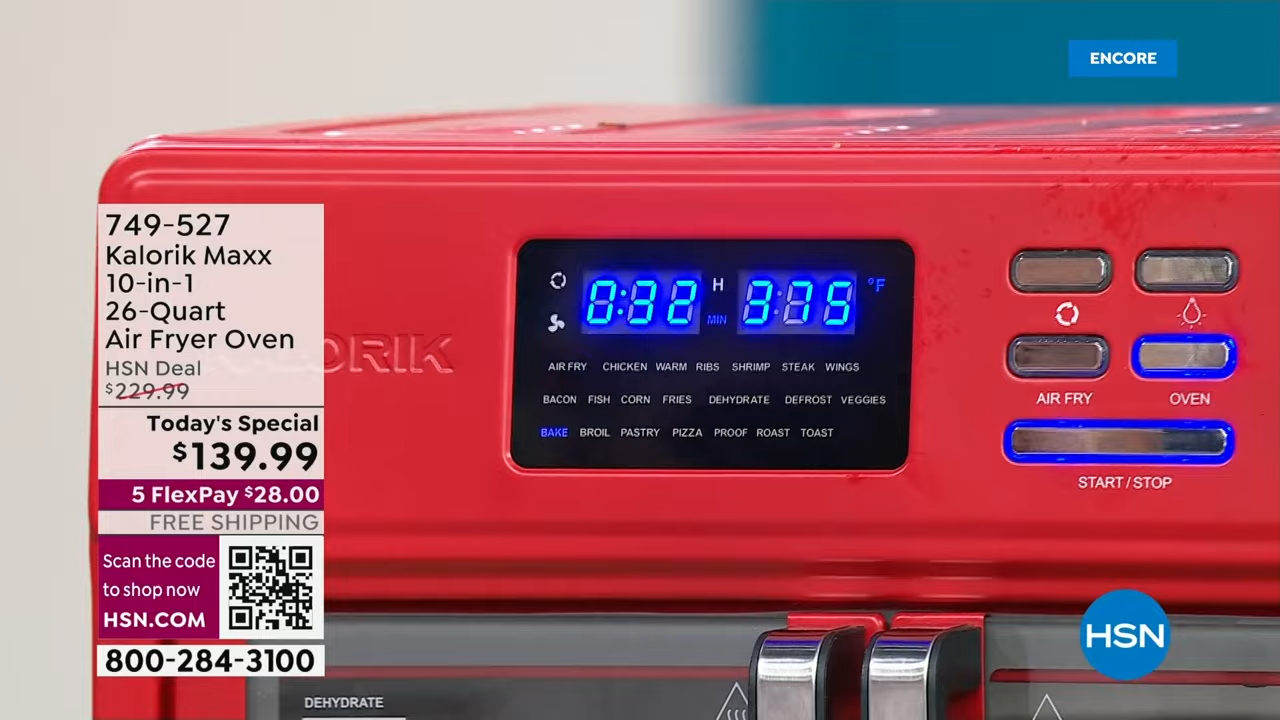 ENCORE
749-527
Kalorik Maxx
10-in-1
26-Quart
Air Fryer Oven
HSN Deal
$229.99
Today's Special
$139.99
5 FlexPay $28.00
FREE SHIPPING
Scan the code
to shop now
HSN.COM
800-284-3100
KALORIK
0:32 H MIN 375 °F
AIR FRY CHICKEN WARM RIBS SHRIMP STEAK WINGS
BACON FISH CORN FRIES DEHYDRATE DEFROST VEGGIES
BAKE BROIL PASTRY PIZZA PROOF ROAST TOAST
AIR FRY OVEN
START / STOP
DEHYDRATE
HSN